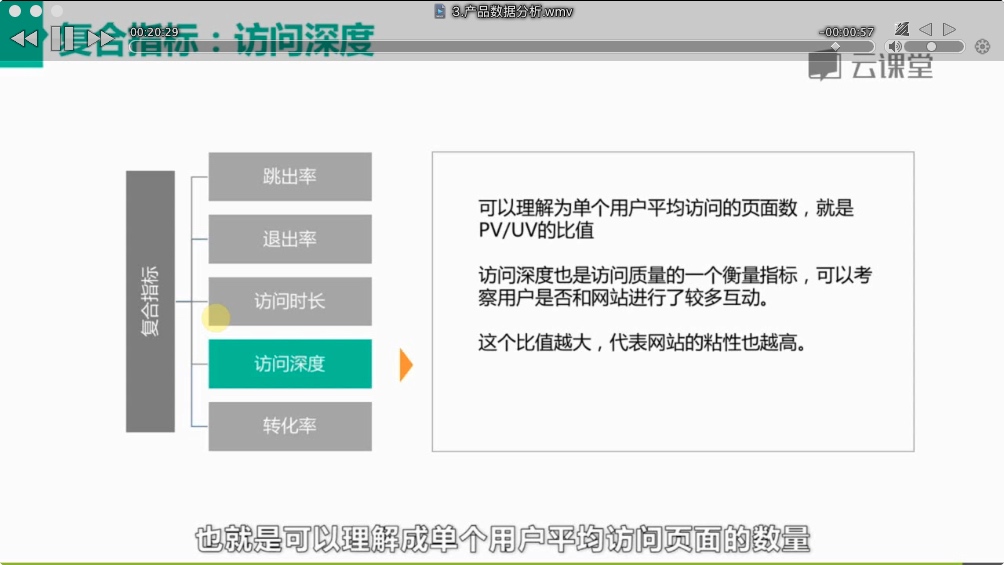 3.产品数据分析.wmv
00:20:29
-00:00:57
复合指标：访问深度
云课堂
复合指标
跳出率
退出率
访问时长
访问深度
转化率
可以理解为单个用户平均访问的页面数，就是
PV/UV的比值
访问深度也是访问质量的一个衡量指标，可以考
察用户是否和网站进行了较多互动。
这个比值越大，代表网站的粘性也越高。
也就是可以理解成单个用户平均访问页面的数量